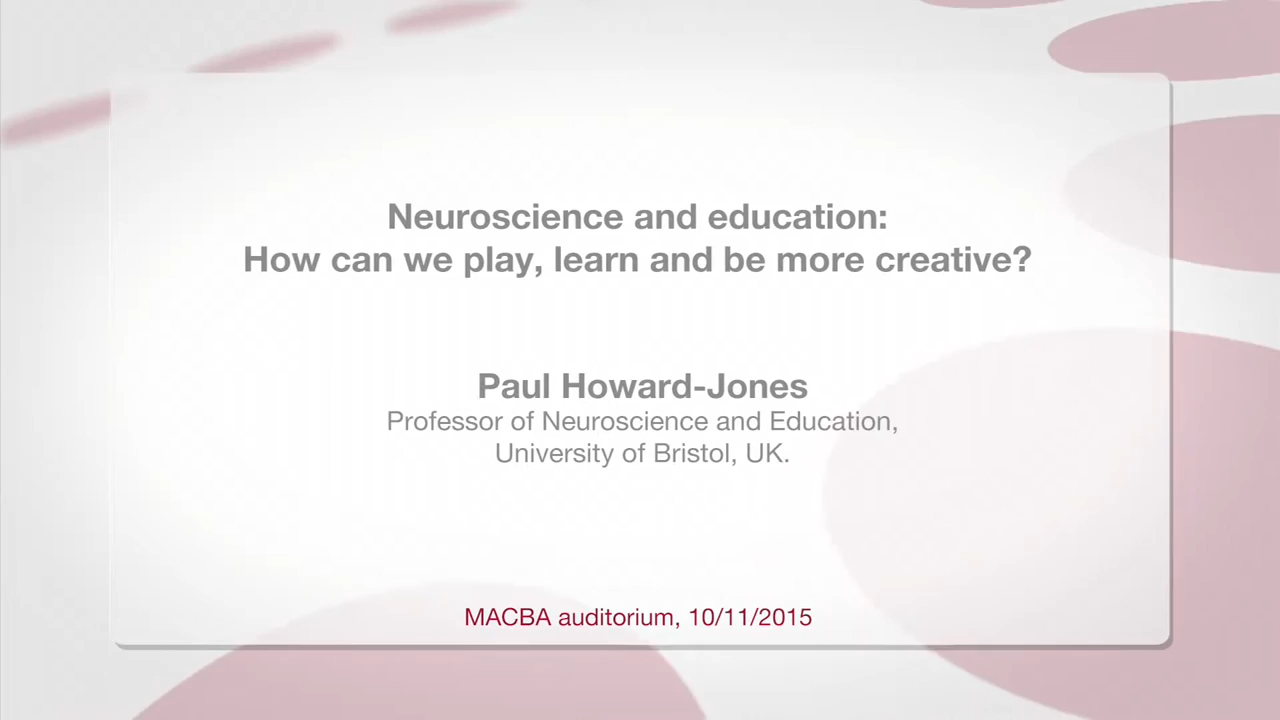 Neuroscience and education:
How can we play, learn and be more creative?
Paul Howard-Jones
Professor of Neuroscience and Education,
University of Bristol, UK.
MACBA auditorium, 10/11/2015